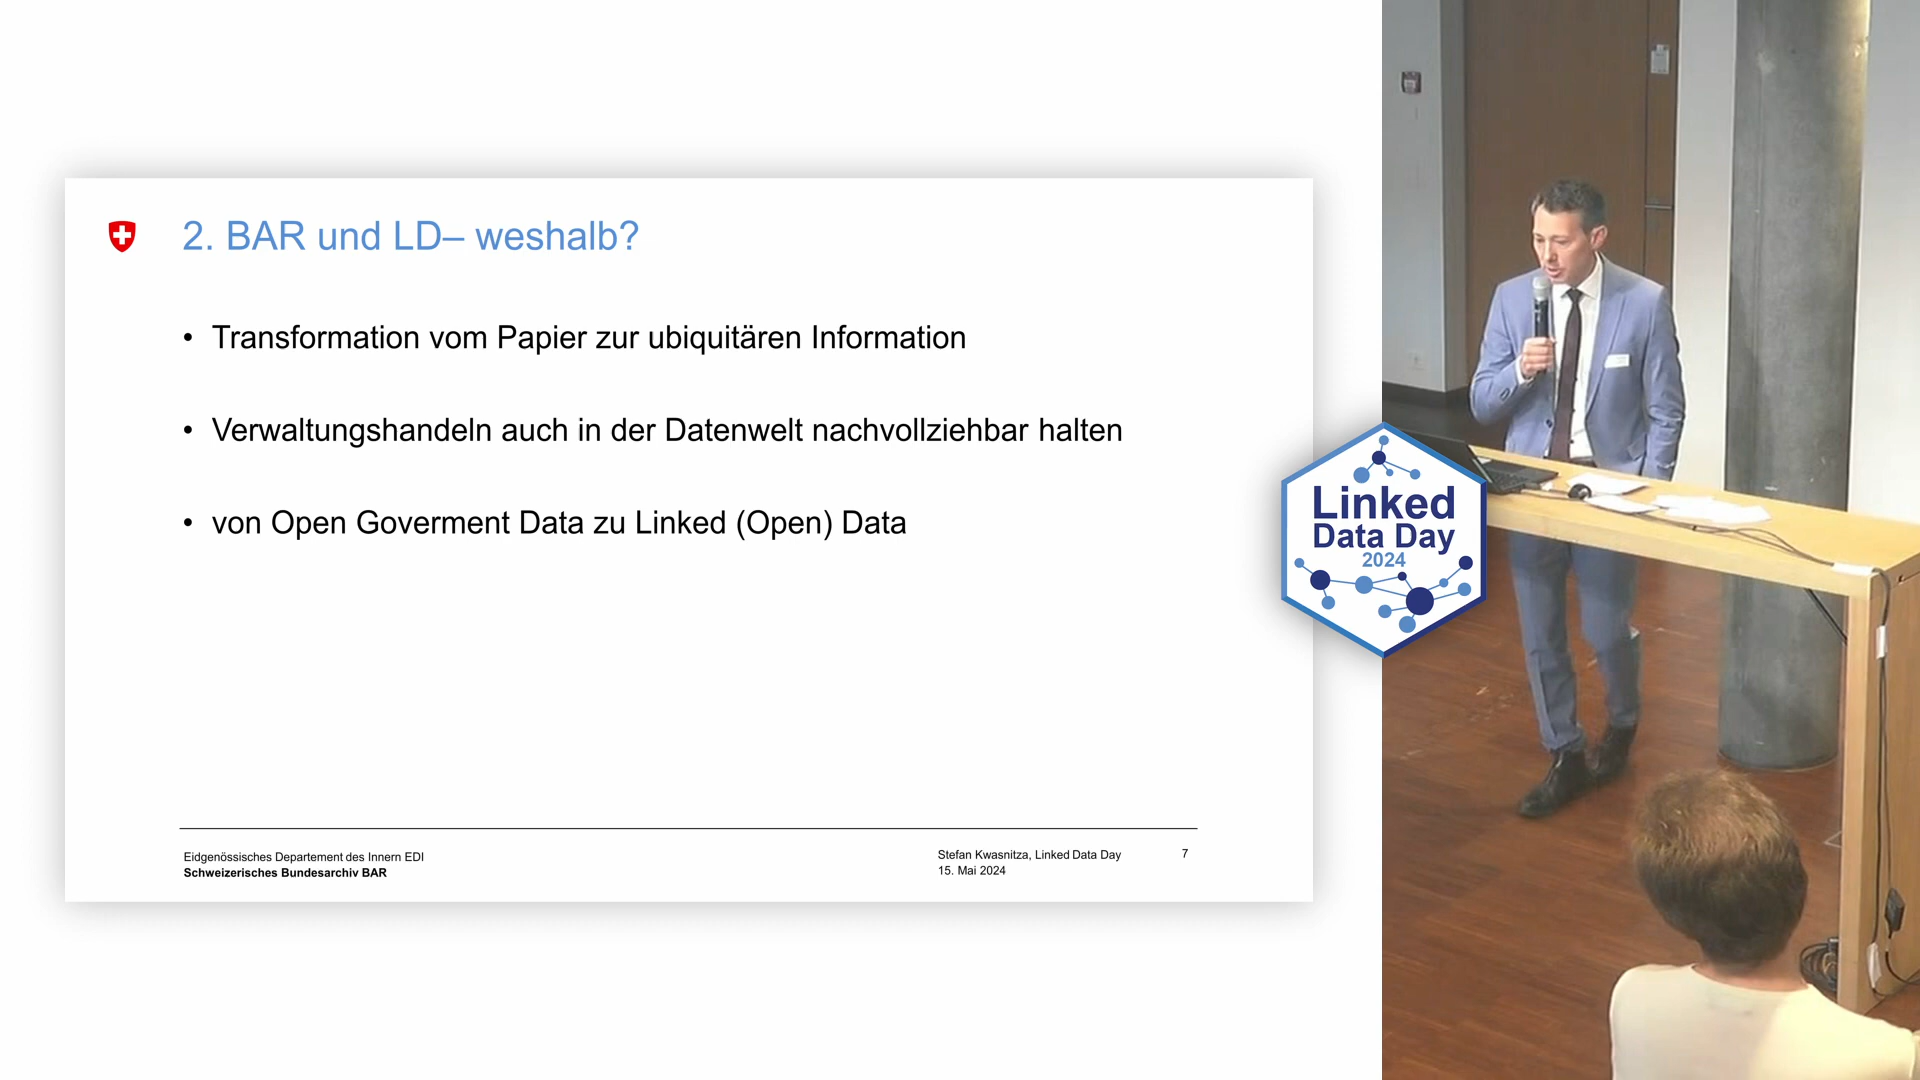 2. BAR und LD– weshalb?
• Transformation vom Papier zur ubiquitären Information
• Verwaltungshandeln auch in der Datenwelt nachvollziehbar halten
• von Open Goverment Data zu Linked (Open) Data
Eidgenössisches Departement des Innern EDI
Schweizerisches Bundesarchiv BAR
Stefan Kwasnitza, Linked Data Day
15. Mai 2024
7
Linked
Data Day
2024